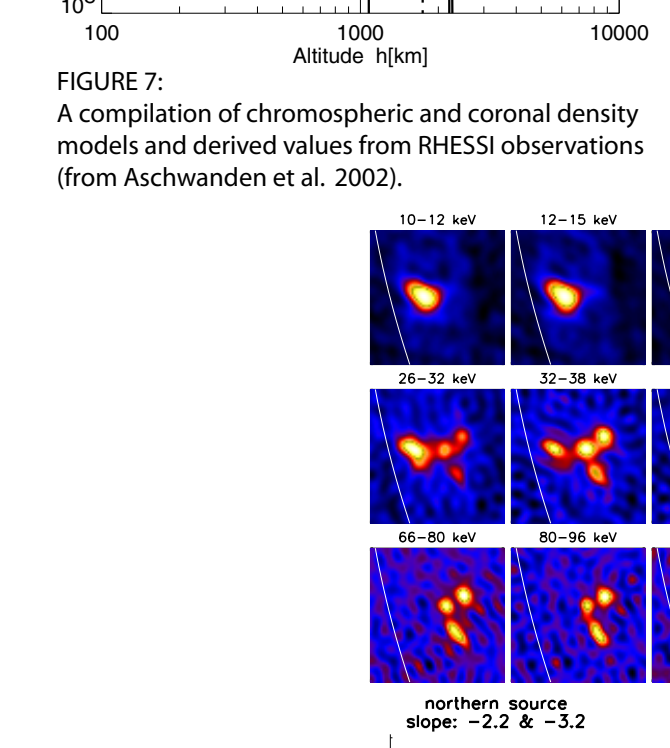 100 1000 10000
Altitude h[km]
FIGURE 7:
A compilation of chromospheric and coronal density
models and derived values from RHESSI observations
(from Aschwanden et al. 2002).
10−12 keV 12−15 keV
26−32 keV 32−38 keV
66−80 keV 80−96 keV
northern source
slope: −2.2 & −3.2